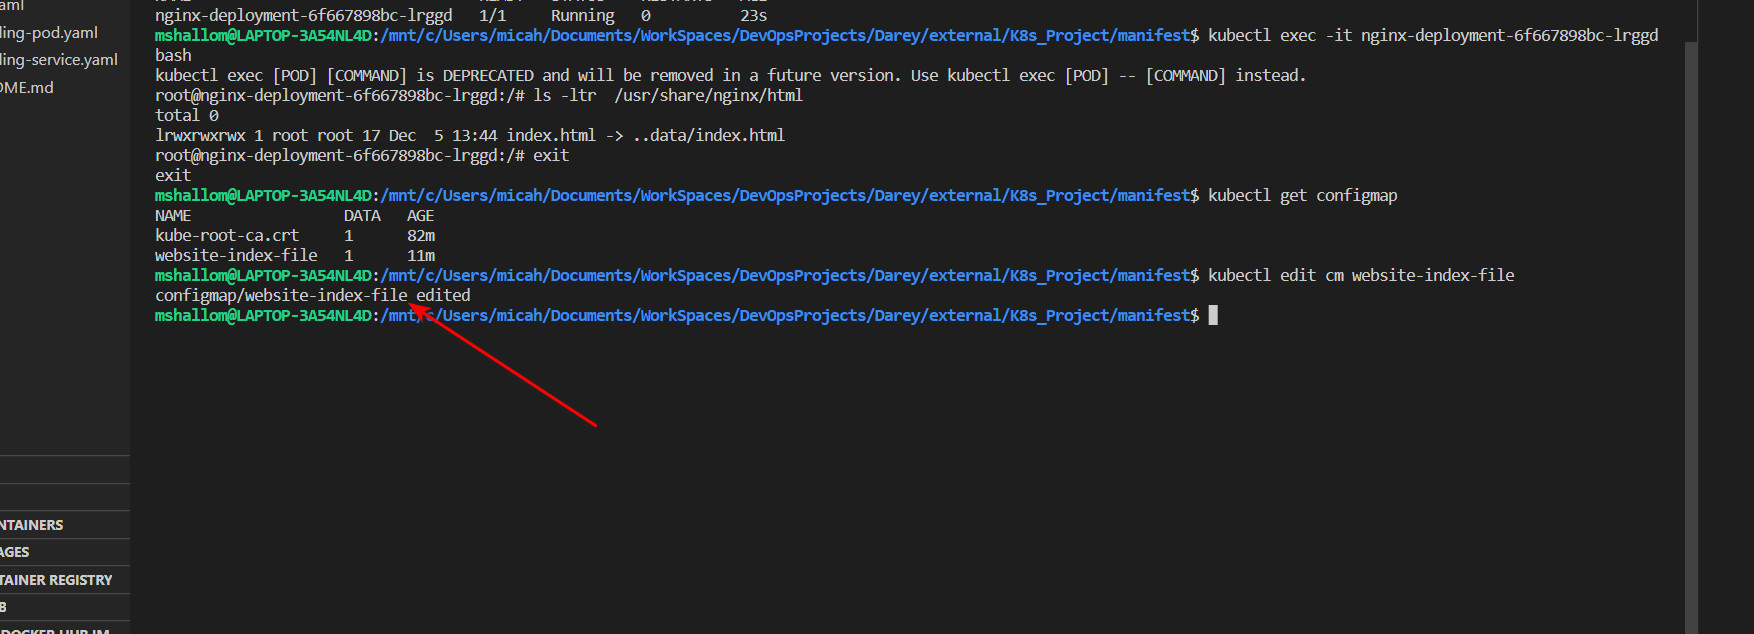 nginx-deployment-6f667898bc-lrggd   1/1     Running   0          23s
mshallom@LAPTOP-3A54NL4D:/mnt/c/Users/micah/Documents/WorkSpaces/DevOpsProjects/Darey/external/K8s_Project/manifest$ kubectl exec -it nginx-deployment-6f667898bc-lrggd
bash
kubectl exec [POD] [COMMAND] is DEPRECATED and will be removed in a future version. Use kubectl exec [POD] -- [COMMAND] instead.
root@nginx-deployment-6f667898bc-lrggd:/# ls -ltr  /usr/share/nginx/html
total 0
lrwxrwxrwx 1 root root 17 Dec  5 13:44 index.html -> ..data/index.html
root@nginx-deployment-6f667898bc-lrggd:/# exit
exit
mshallom@LAPTOP-3A54NL4D:/mnt/c/Users/micah/Documents/WorkSpaces/DevOpsProjects/Darey/external/K8s_Project/manifest$ kubectl get configmap
NAME                 DATA   AGE
kube-root-ca.crt     1      82m
website-index-file   1      11m
mshallom@LAPTOP-3A54NL4D:/mnt/c/Users/micah/Documents/WorkSpaces/DevOpsProjects/Darey/external/K8s_Project/manifest$ kubectl edit cm website-index-file
configmap/website-index-file edited
mshallom@LAPTOP-3A54NL4D:/mnt/c/Users/micah/Documents/WorkSpaces/DevOpsProjects/Darey/external/K8s_Project/manifest$
aml
ling-pod.yaml
ling-service.yaml
OME.md
NTAINERS
AGES
TAINER REGISTRY
B